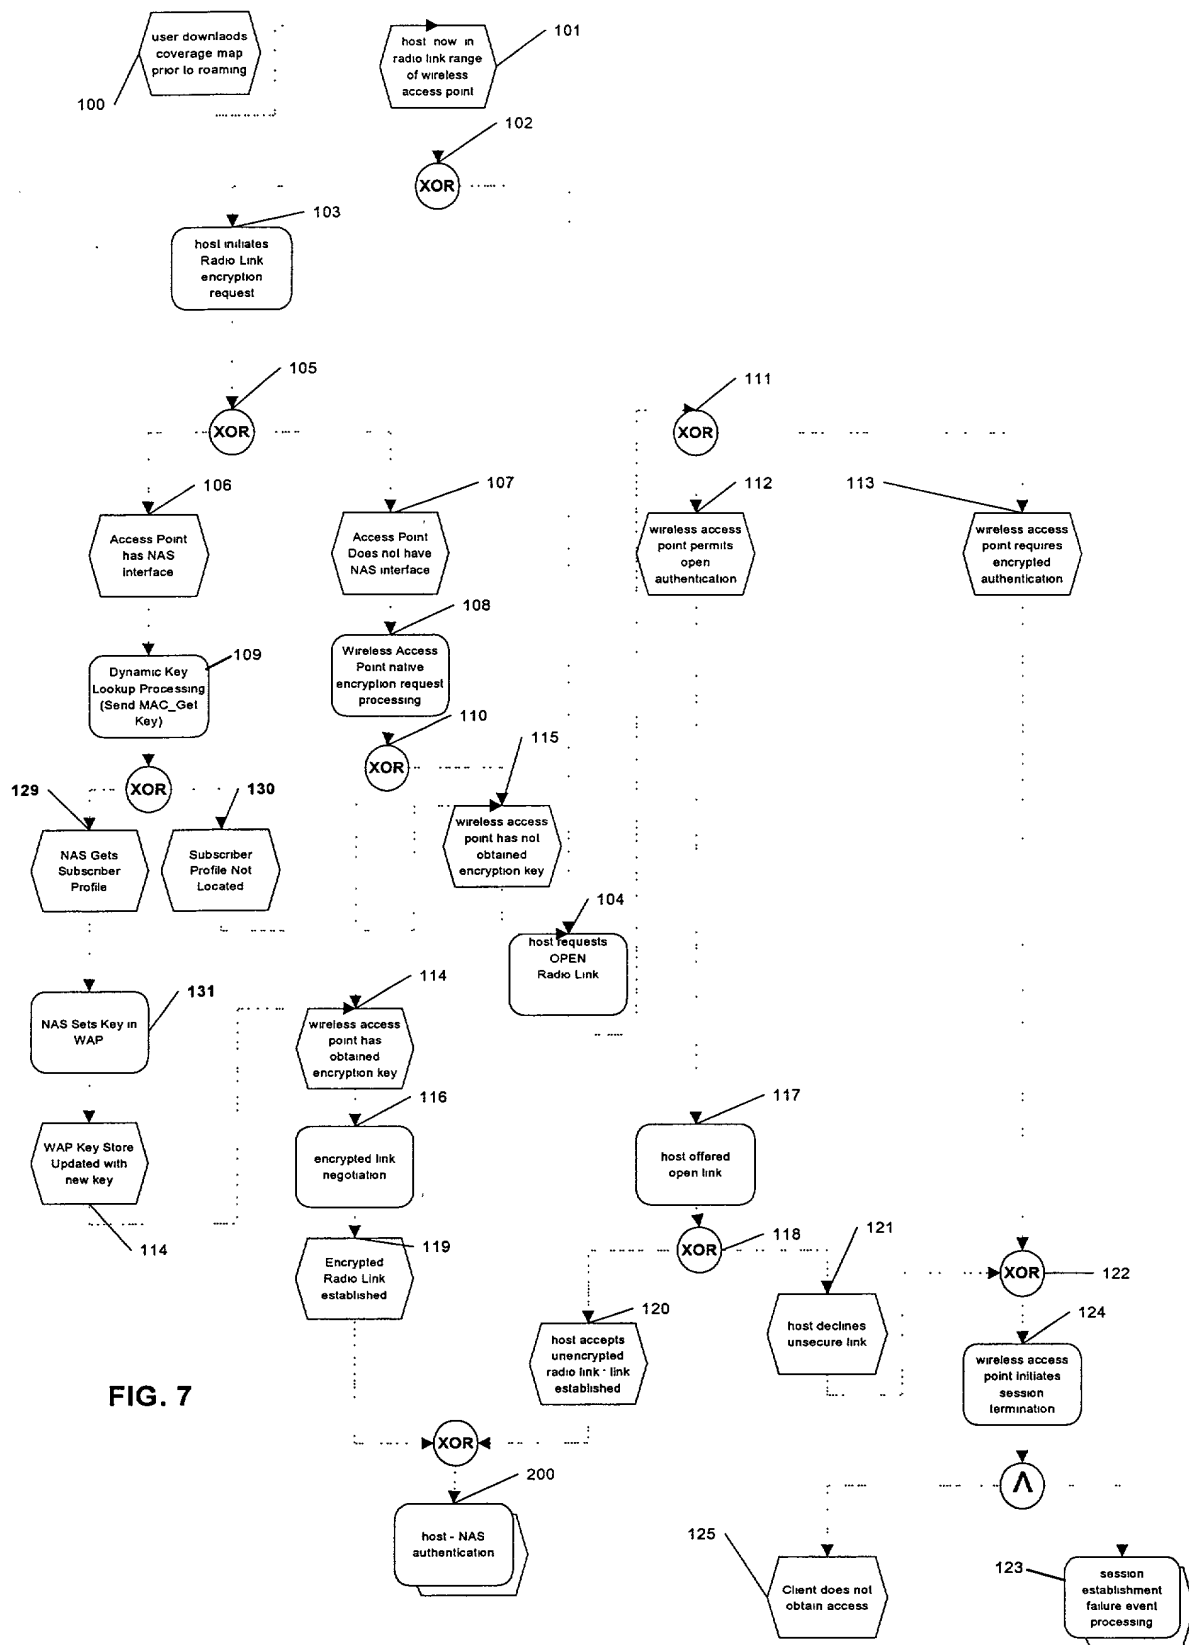 user downlaods
coverage map
prior to roaming
100
host now in
radio link range
of wireless
access point
101
102
XOR
103
host initiates
Radio Link
encryption
request
105
XOR
111
XOR
106
Access Point
has NAS
interface
107
Access Point
Does not have
NAS interface
112
wireless access
point permits
open
authentication
113
wireless access
point requires
encrypted
authentication
109
Dynamic Key
Lookup Processing
(Send MAC_Get
Key)
108
Wireless Access
Point native
encryption request
processing
110
XOR
XOR
115
wireless access
point has not
obtained
encryption key
129
NAS Gets
Subscriber
Profile
130
Subscriber
Profile Not
Located
104
host requests
OPEN
Radio Link
131
NAS Sets Key in
WAP
114
wireless access
point has
obtained
encryption key
116
encrypted link
negotiation
117
host offered
open link
WAP Key Store
Updated with
new key
114
119
Encrypted
Radio Link
established
XOR
118
121
host declines
unsecure link
XOR
122
120
host accepts
unencrypted
radio link - link
established
124
wireless access
point initiates
session
termination
FIG. 7
XOR
200
host - NAS
authentication
Λ
125
Client does not
obtain access
123
session
establishment
failure event
processing